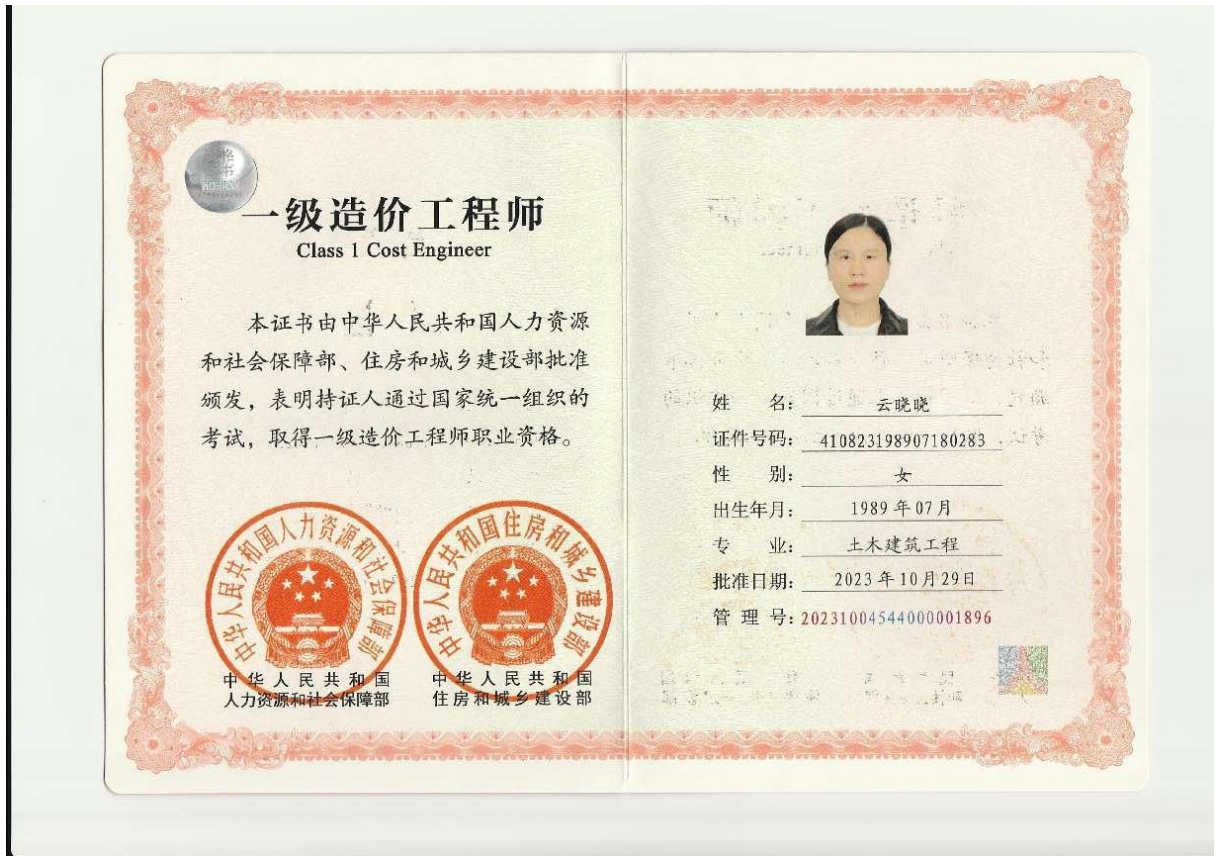 一级造价工程师
Class 1 Cost Engineer
本证书由中华人民共和国人力资源
和社会保障部、住房和城乡建设部批准
颁发，表明持证人通过国家统一组织的
考试，取得一级造价工程师职业资格。
中华人民共和国人力资源和社会保障部
中华人民共和国住房和城乡建设部
中华人民共和国
人力资源和社会保障部
中华人民共和国
住房和城乡建设部
姓 名：云晓晓
证件号码：410823198907180283
性 别：女
出生年月：1989年07月
专 业：土木建筑工程
批准日期：2023年10月29日
管 理 号：20231004544000001896